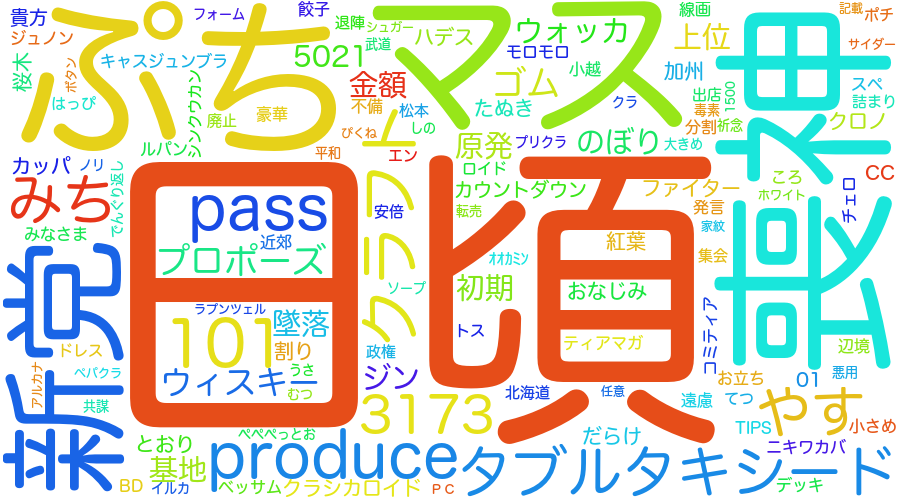 貴方
フォーム
餃子
退陣
シュガー
武道
ハデス
ウォッカ
線画
上位
記載
ポチ
ジュノン
サイダー
桜木
ボタン
キャスジュンブラ
5021
モロモロ
小越
加州
スペ
詰まり
はっぴ
ぷち
マス
喪神
シンクウカン
廃止
豪華
金額
不備
松本
ゴム
たぬき
クラ
出店
毒素
1500
クロノ
ルパン
ぴくね
しの
プリクラ
のぼり
分割
祈念
大きめ
カッパ
ノリ
平和
エン
原発
ロイド
CC
みち
でんぐり返し
pass
クラフト
安倍
カウントダウン
転売
ファイター
発言
家紋
ころ
ホワイト
チェロ
みなさま
近郊
プロポーズ
日頃
オオカミン
紅葉
集会
新党
ソープ
初期
おなじみ
ラプンツェル
101
墜落
トス
コミティア
ドレス
割り
政権
ティアマガ
辺境
アルカナ
ペパクラ
うさ
ウィスキー
ジン
お立ち
01
悪用
共謀
むつ
北海道
任意
遠慮
てつ
やす
3173
とおり
ぺぺぺっとお
だらけ
TIPS
小さめ
基地
produce
タブルタキシード
ニキワカバ
BD
イルカ
ベッサム
クラシカロイド
PC
デッキ